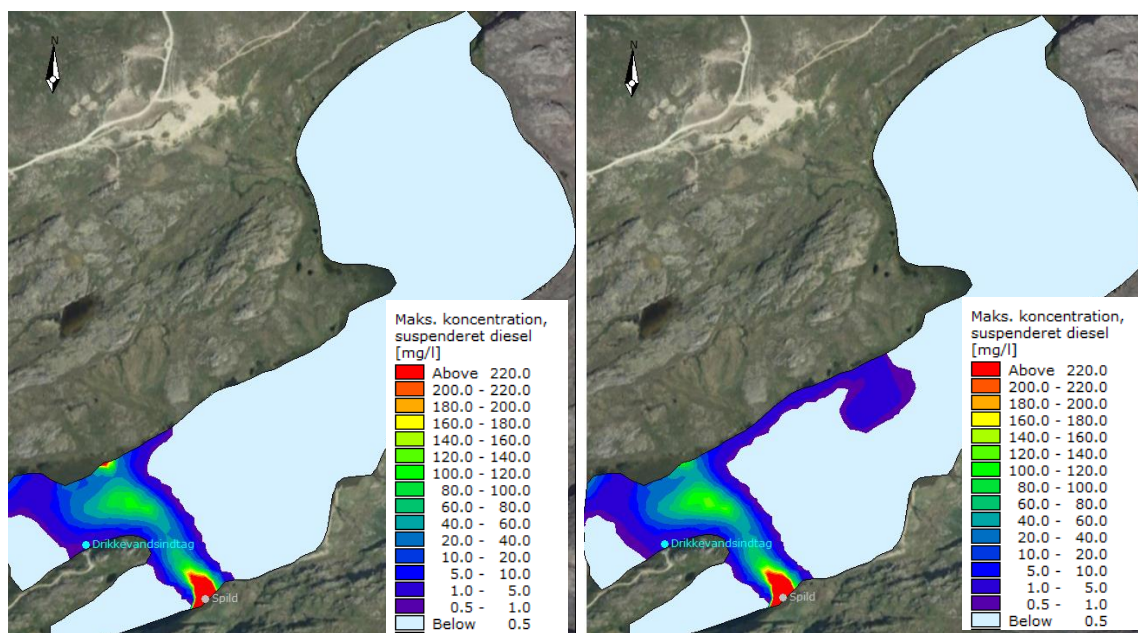 N
Drikkevandsindtag
Spild
Maks. koncentration,
suspenderet diesel
[mg/l]
Above 220.0
200.0 - 220.0
180.0 - 200.0
160.0 - 180.0
140.0 - 160.0
120.0 - 140.0
100.0 - 120.0
80.0 - 100.0
60.0 - 80.0
40.0 - 60.0
20.0 - 40.0
10.0 - 20.0
5.0 - 10.0
1.0 - 5.0
0.5 - 1.0
Below 0.5
N
Drikkevandsindtag
Spild
Maks. koncentration,
suspenderet diesel
[mg/l]
Above 220.0
200.0 - 220.0
180.0 - 200.0
160.0 - 180.0
140.0 - 160.0
120.0 - 140.0
100.0 - 120.0
80.0 - 100.0
60.0 - 80.0
40.0 - 60.0
20.0 - 40.0
10.0 - 20.0
5.0 - 10.0
1.0 - 5.0
0.5 - 1.0
Below 0.5